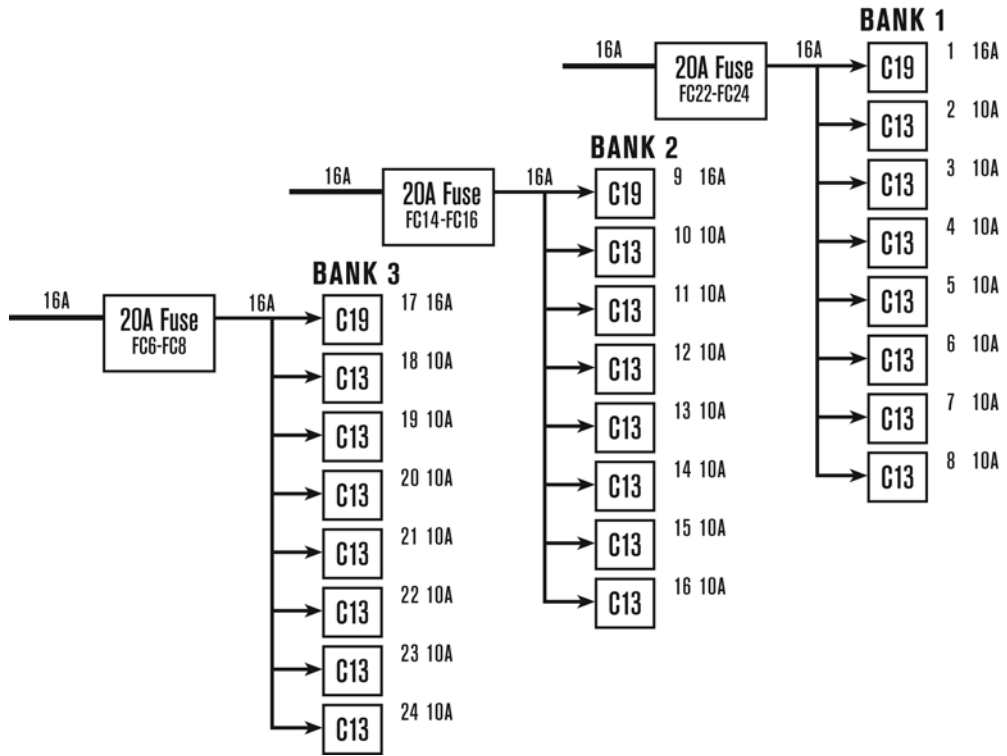 BANK 1
16A
20A Fuse
FC22-FC24
16A
C19
1 16A
C13
2 10A
C13
3 10A
C13
4 10A
C13
5 10A
C13
6 10A
C13
7 10A
C13
8 10A
BANK 2
16A
20A Fuse
FC14-FC16
16A
C19
9 16A
C13
10 10A
C13
11 10A
C13
12 10A
C13
13 10A
C13
14 10A
C13
15 10A
C13
16 10A
BANK 3
16A
20A Fuse
FC6-FC8
16A
C19
17 16A
C13
18 10A
C13
19 10A
C13
20 10A
C13
21 10A
C13
22 10A
C13
23 10A
C13
24 10A